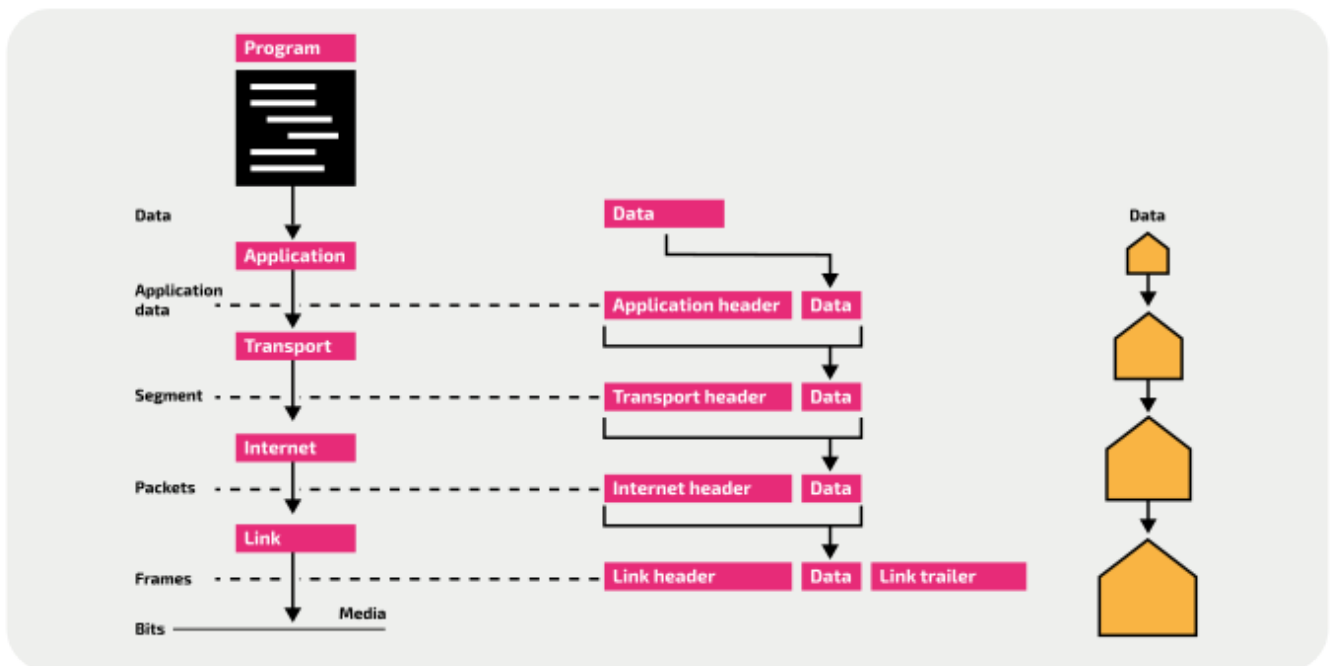 Program
Data
Data
Data
Application
Application
data
Application header
Data
Transport
Segment
Transport header
Data
Internet
Packets
Internet header
Data
Link
Frames
Link header
Data
Link trailer
Media
Bits